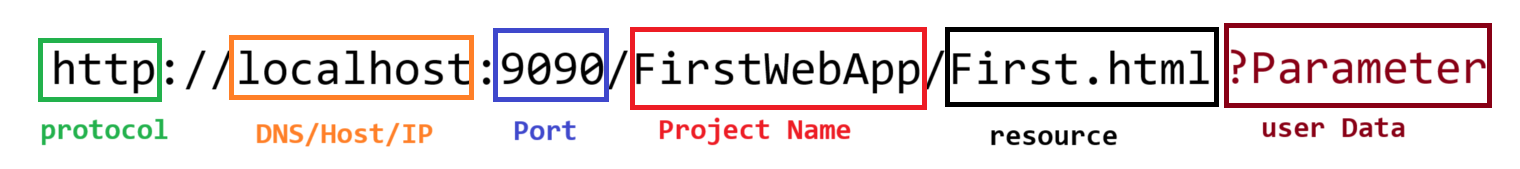 http://localhost:9090/FirstWebApp/First.html?Parameter
protocol DNS/Host/IP Port Project Name resource user Data